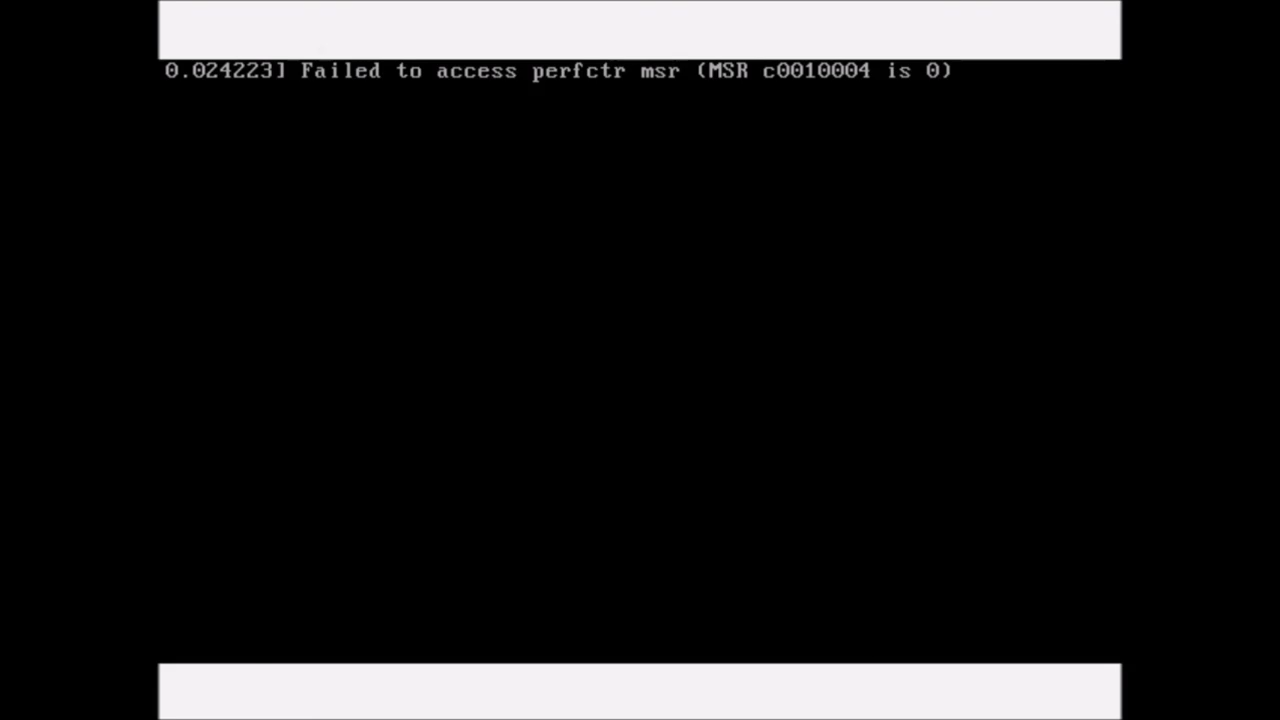 0.024223] Failed to access perfctr msr (MSR c0010004 is 0)